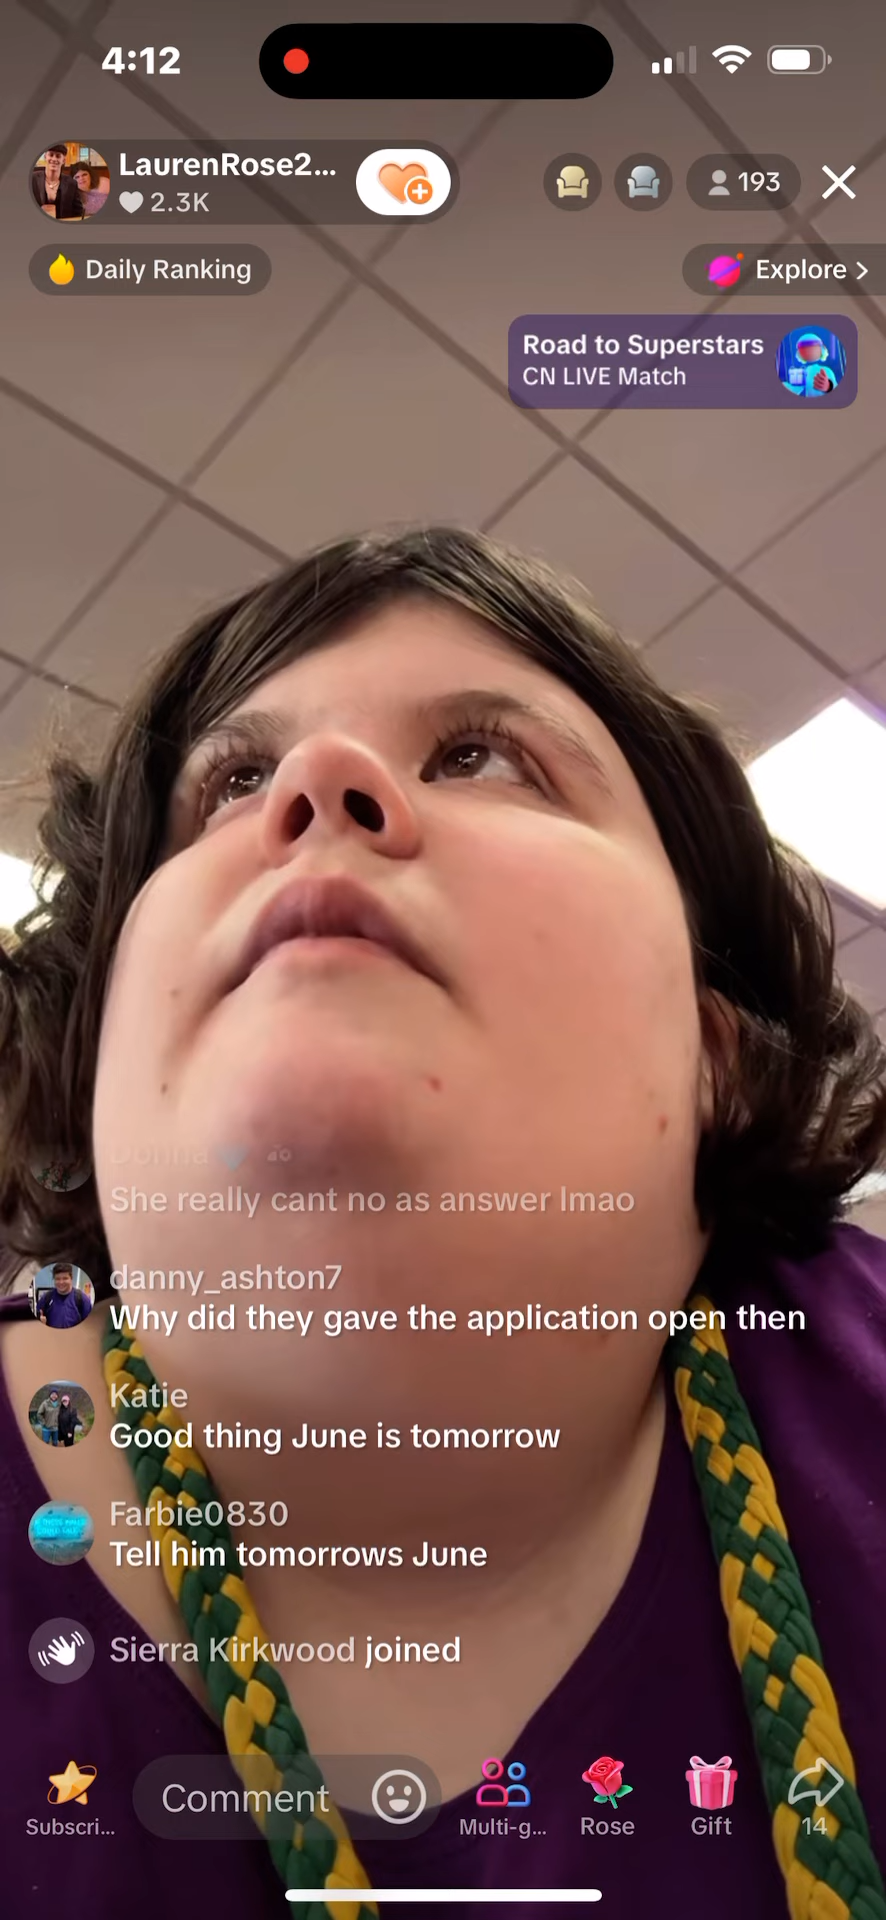 4:12
LaurenRose2...
2.3K
193
Daily Ranking
Explore >
Road to Superstars
CN LIVE Match
Donna
She really cant no as answer lmao
danny_ashton7
Why did they gave the application open then
Katie
Good thing June is tomorrow
Farbie0830
Tell him tomorrows June
Sierra Kirkwood joined
Comment
Subscri...
Multi-g...
Rose
Gift
14